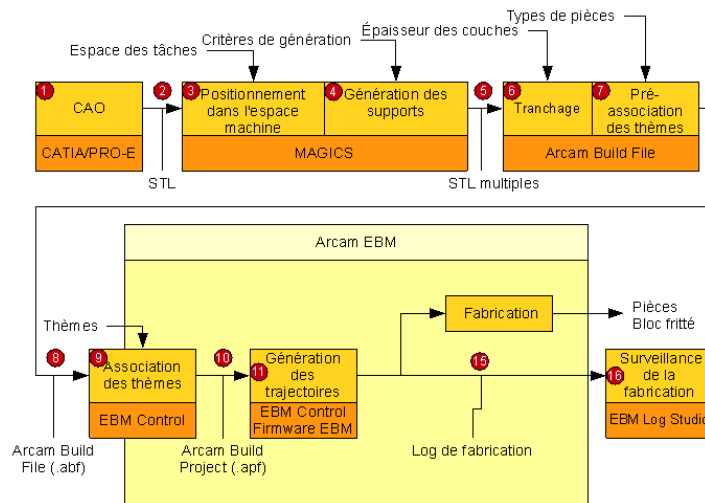 Types de pièces
Épaisseur des couches
Critères de génération
Espace des tâches
1
CAO
CATIA/PRO-E
2
STL
3
Positionnement
dans l'espace
machine
4
Génération des
supports
MAGICS
5
STL multiples
6
Tranchage
7
Pré-
association
des thèmes
Arcam Build File
Arcam EBM
Thèmes
8
Arcam Build
File (.abf)
9
Association
des thèmes
EBM Control
10
Arcam Build
Project (.apf)
11
Génération
des
trajectoires
EBM Control
Firmware EBM
Fabrication
Pièces
Bloc fritté
15
Log de fabrication
16
Surveillance
de la
fabrication
EBM Log Studio